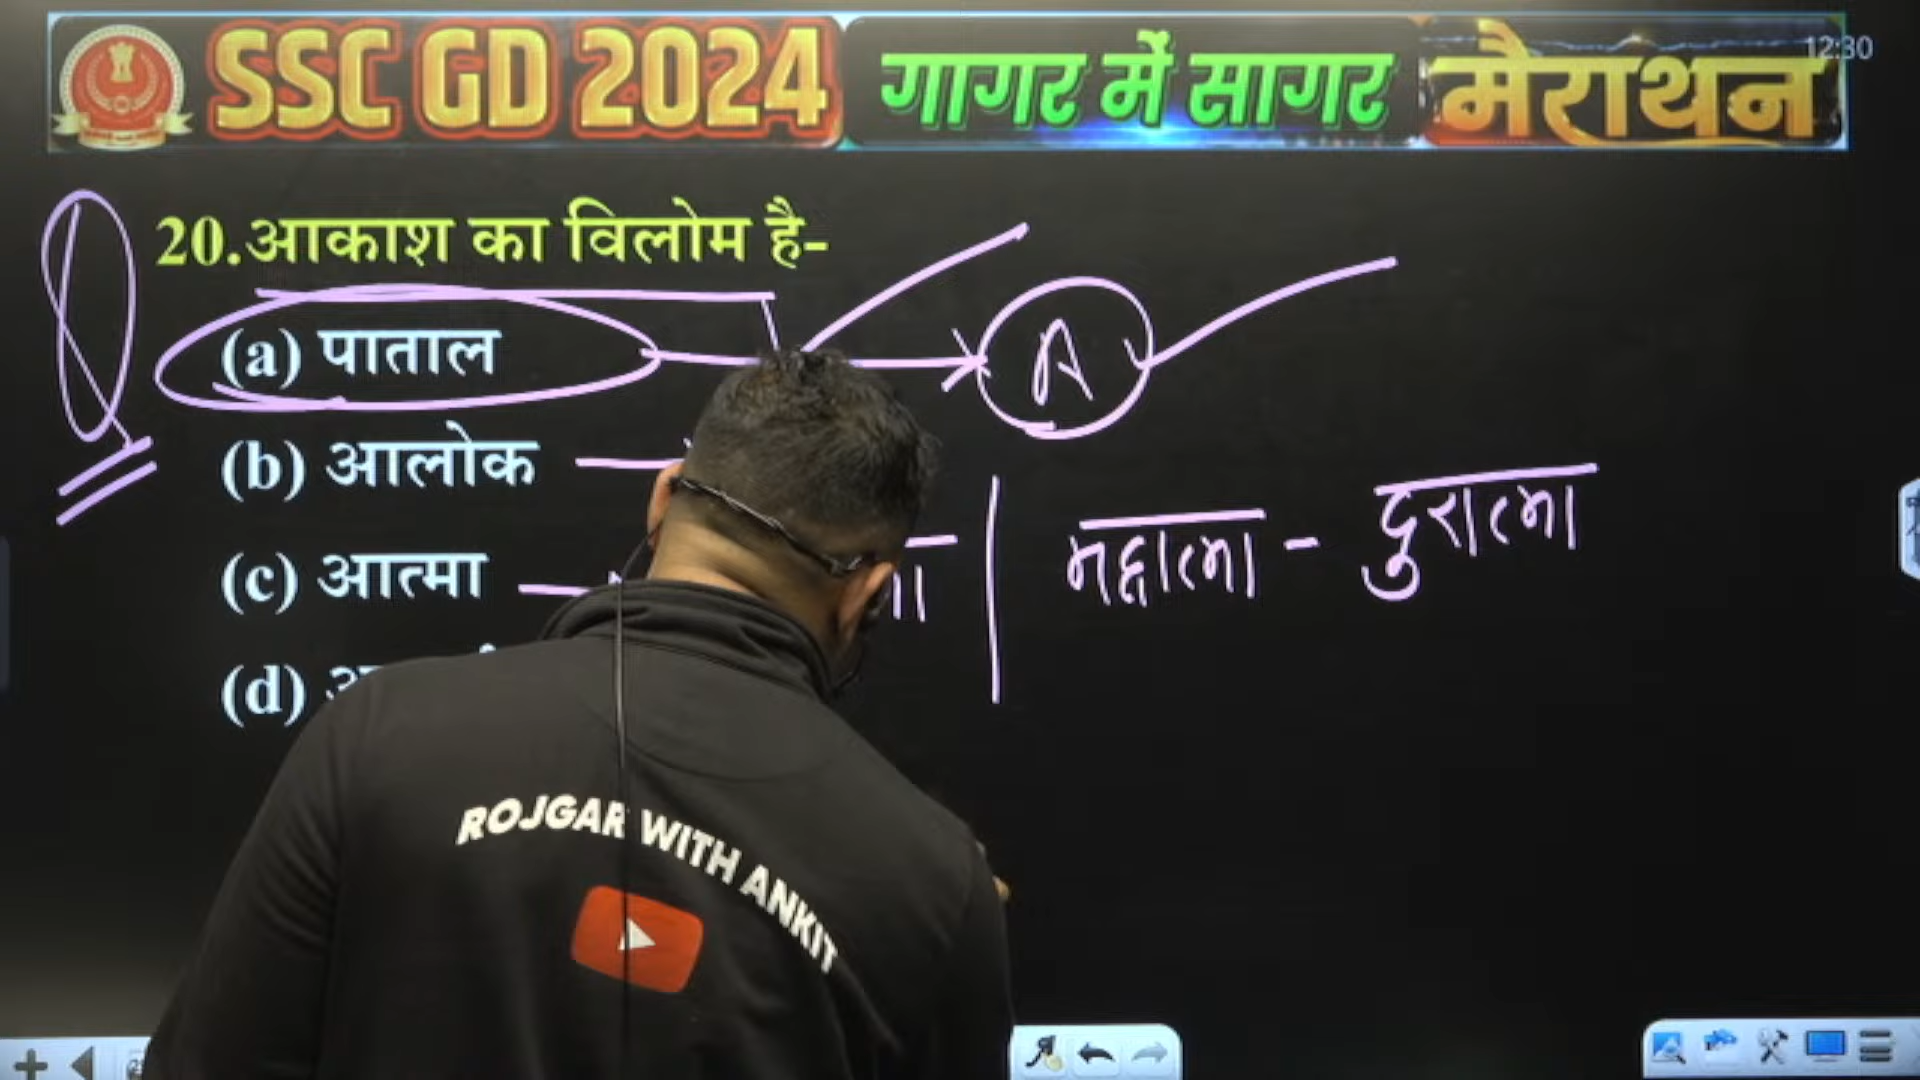 SSC GD 2024 गागर में सागर मैराथन
12:30
20.आकाश का विलोम है-
(a) पाताल
A
(b) आलोक
(c) आत्मा
महात्मा - दुरात्मा
(d)
ROJGAR WITH ANKIT